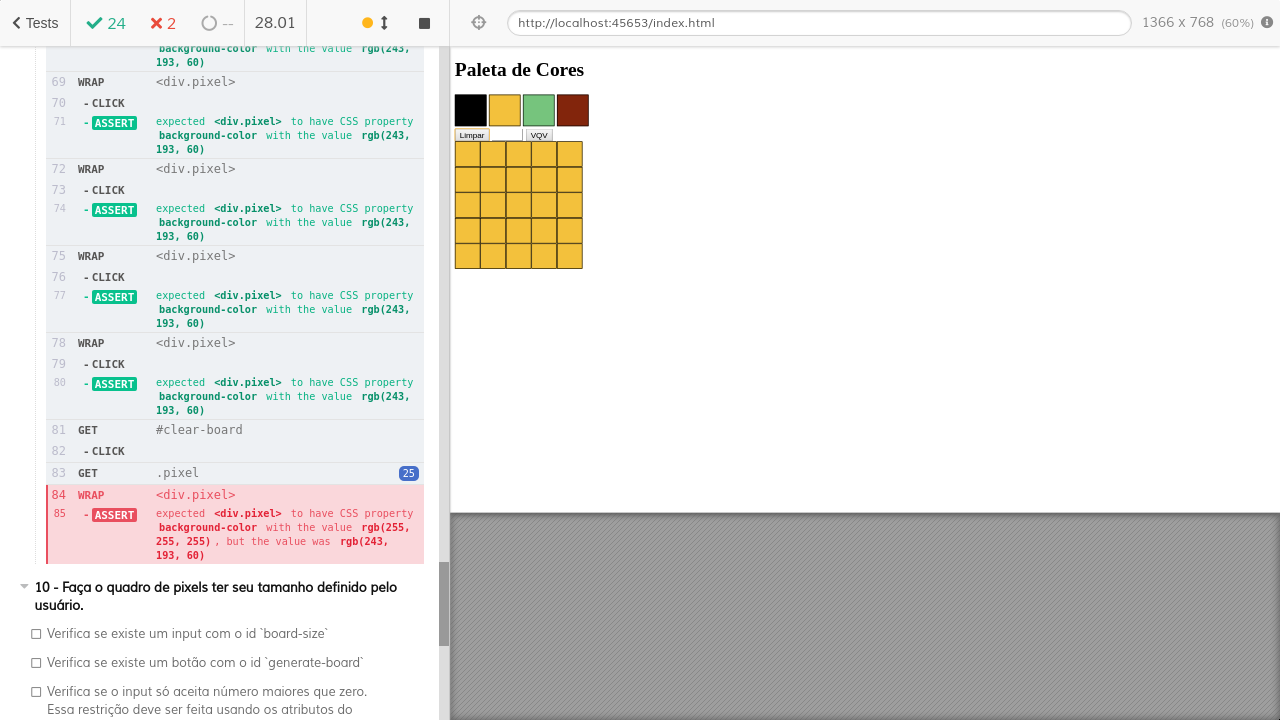 Tests 24 2 -- 28.01
http://localhost:45653/index.html 1366 x 768 (60%)
background-color with the value rgb(243,
193, 60)
69 WRAP <div.pixel>
70 -CLICK
71 -ASSERT expected <div.pixel> to have CSS property
background-color with the value rgb(243,
193, 60)
72 WRAP <div.pixel>
73 -CLICK
74 -ASSERT expected <div.pixel> to have CSS property
background-color with the value rgb(243,
193, 60)
75 WRAP <div.pixel>
76 -CLICK
77 -ASSERT expected <div.pixel> to have CSS property
background-color with the value rgb(243,
193, 60)
78 WRAP <div.pixel>
79 -CLICK
80 -ASSERT expected <div.pixel> to have CSS property
background-color with the value rgb(243,
193, 60)
81 GET #clear-board
82 -CLICK
83 GET .pixel 25
84 WRAP <div.pixel>
85 -ASSERT expected <div.pixel> to have CSS property
background-color with the value rgb(255,
255, 255) , but the value was rgb(243,
193, 60)
10 - Faça o quadro de pixels ter seu tamanho definido pelo
usuário.
Verifica se existe um input com o id `board-size`
Verifica se existe um botão com o id `generate-board`
Verifica se o input só aceita número maiores que zero.
Essa restrição deve ser feita usando os atributos do
Paleta de Cores
Limpar VQV